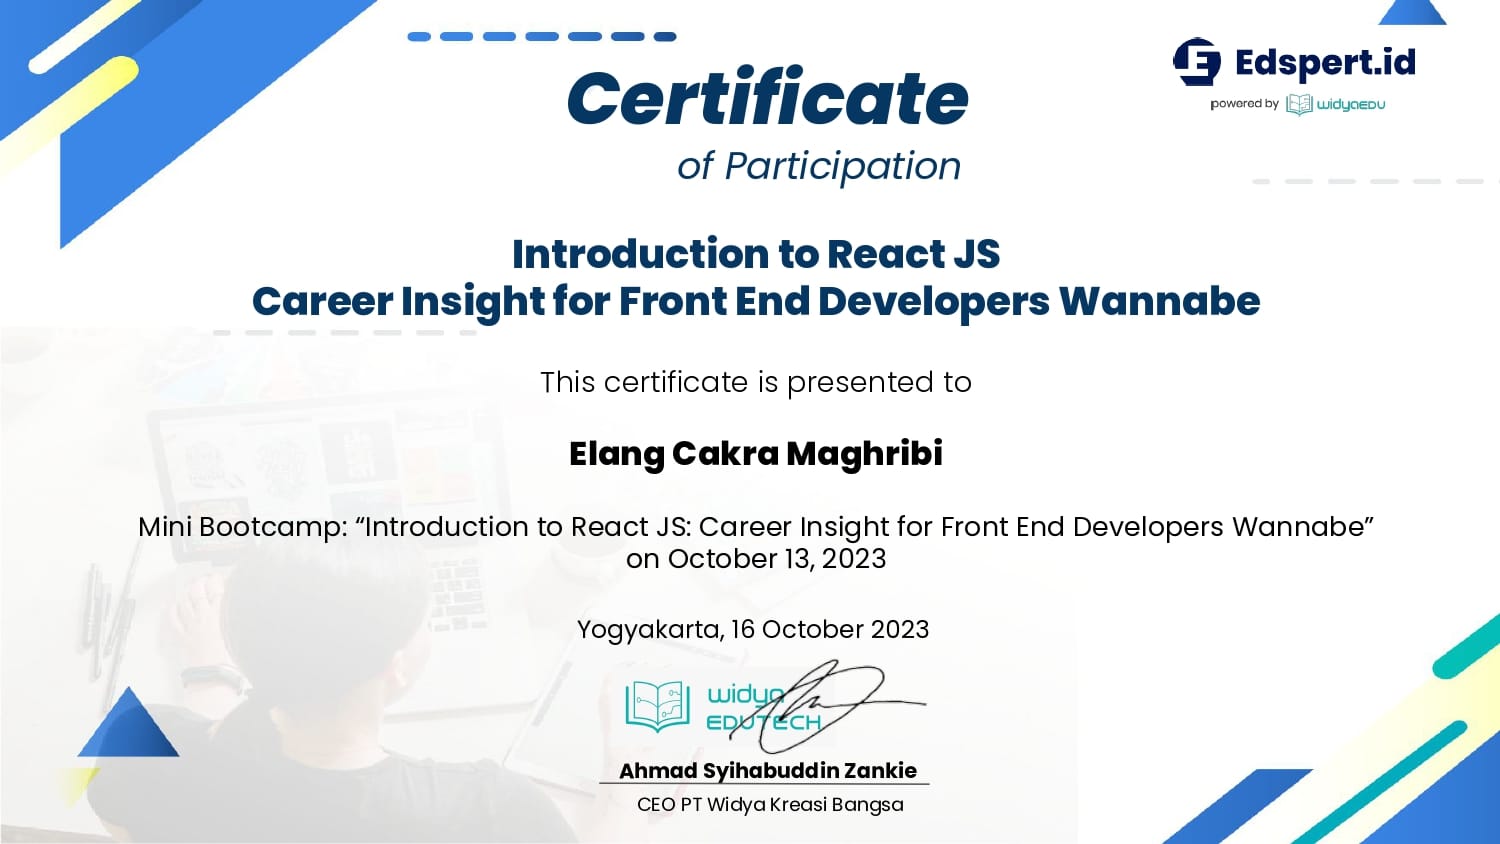 Certificate
of Participation
Edspert.id
powered by WIDYAEDU
Introduction to React JS
Career Insight for Front End Developers Wannabe
This certificate is presented to
Elang Cakra Maghribi
Mini Bootcamp: “Introduction to React JS: Career Insight for Front End Developers Wannabe”
on October 13, 2023
Yogyakarta, 16 October 2023
widya
EDUTECH
Ahmad Syihabuddin Zankie
CEO PT Widya Kreasi Bangsa